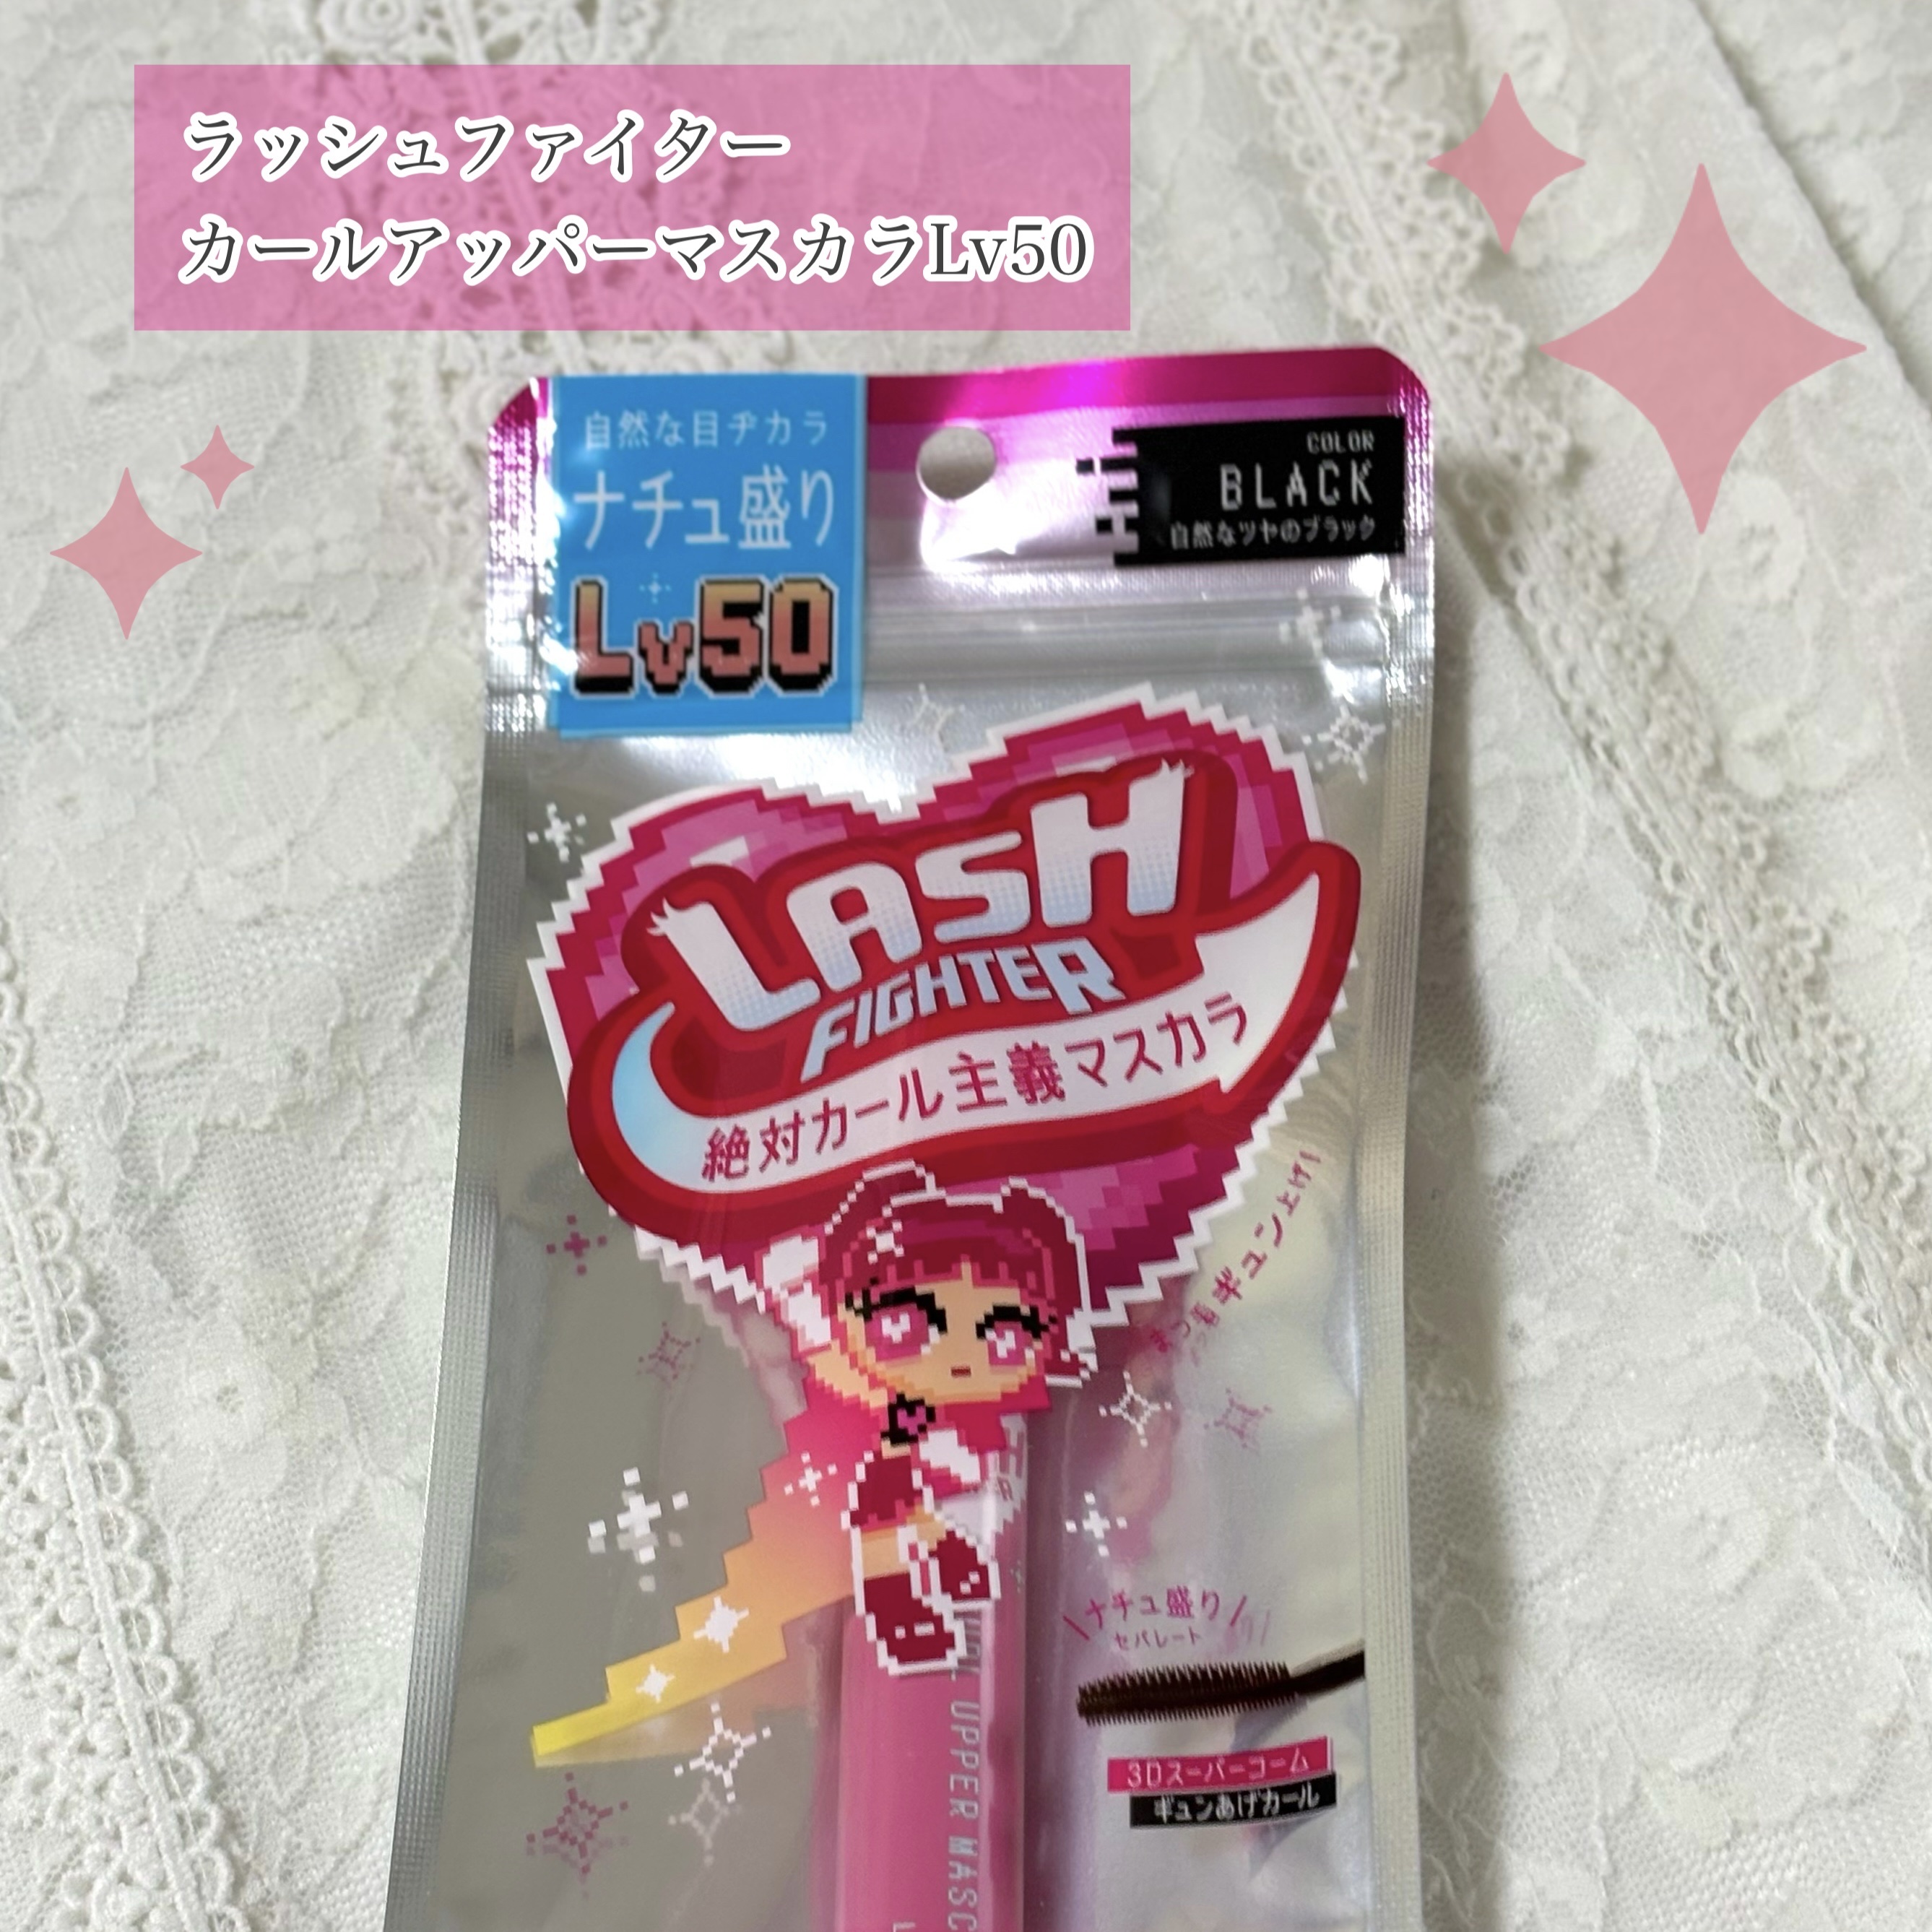 ラッシュファイター
カールアッパーマスカラLv50
自然な目ヂカラ
ナチュ盛り
Lv50
COLOR
BLACK
自然なツヤのブラック
LASH
FIGHTER
絶対カール主義マスカラ
まつ毛ギュン上げ!
\ナチュ盛り/
セパレート
3Dスーパーコーム
ギュンあげカール
UPPER MASC